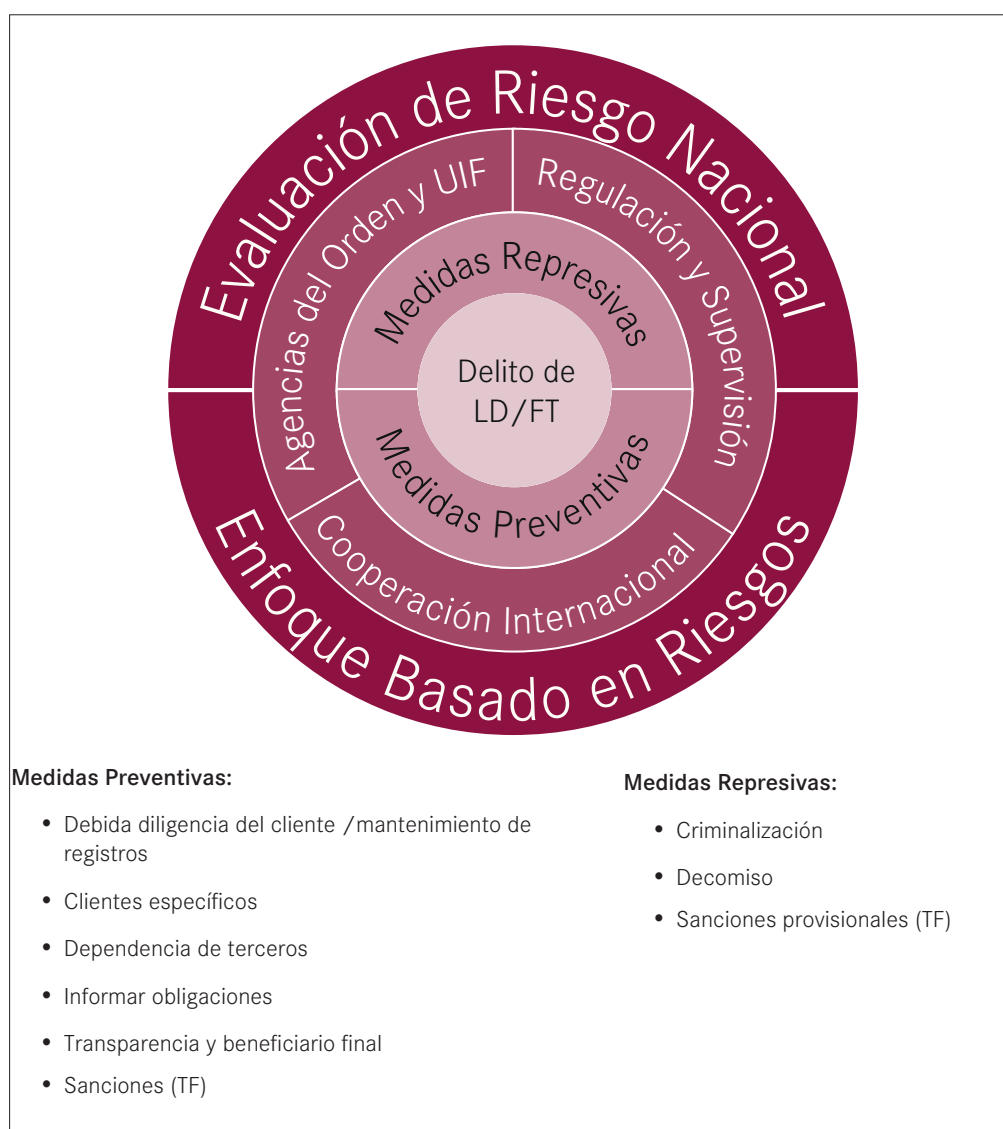 Evaluación de Riesgo Nacional
Agencias del Orden y UIF
Regulación y Supervisión
Medidas Represivas
Delito de
LD/FT
Medidas Preventivas
Cooperación Internacional
Enfoque Basado en Riesgos
Medidas Preventivas:
• Debida diligencia del cliente /mantenimiento de
registros
• Clientes específicos
• Dependencia de terceros
• Informar obligaciones
• Transparencia y beneficiario final
• Sanciones (TF)
Medidas Represivas:
• Criminalización
• Decomiso
• Sanciones provisionales (TF)